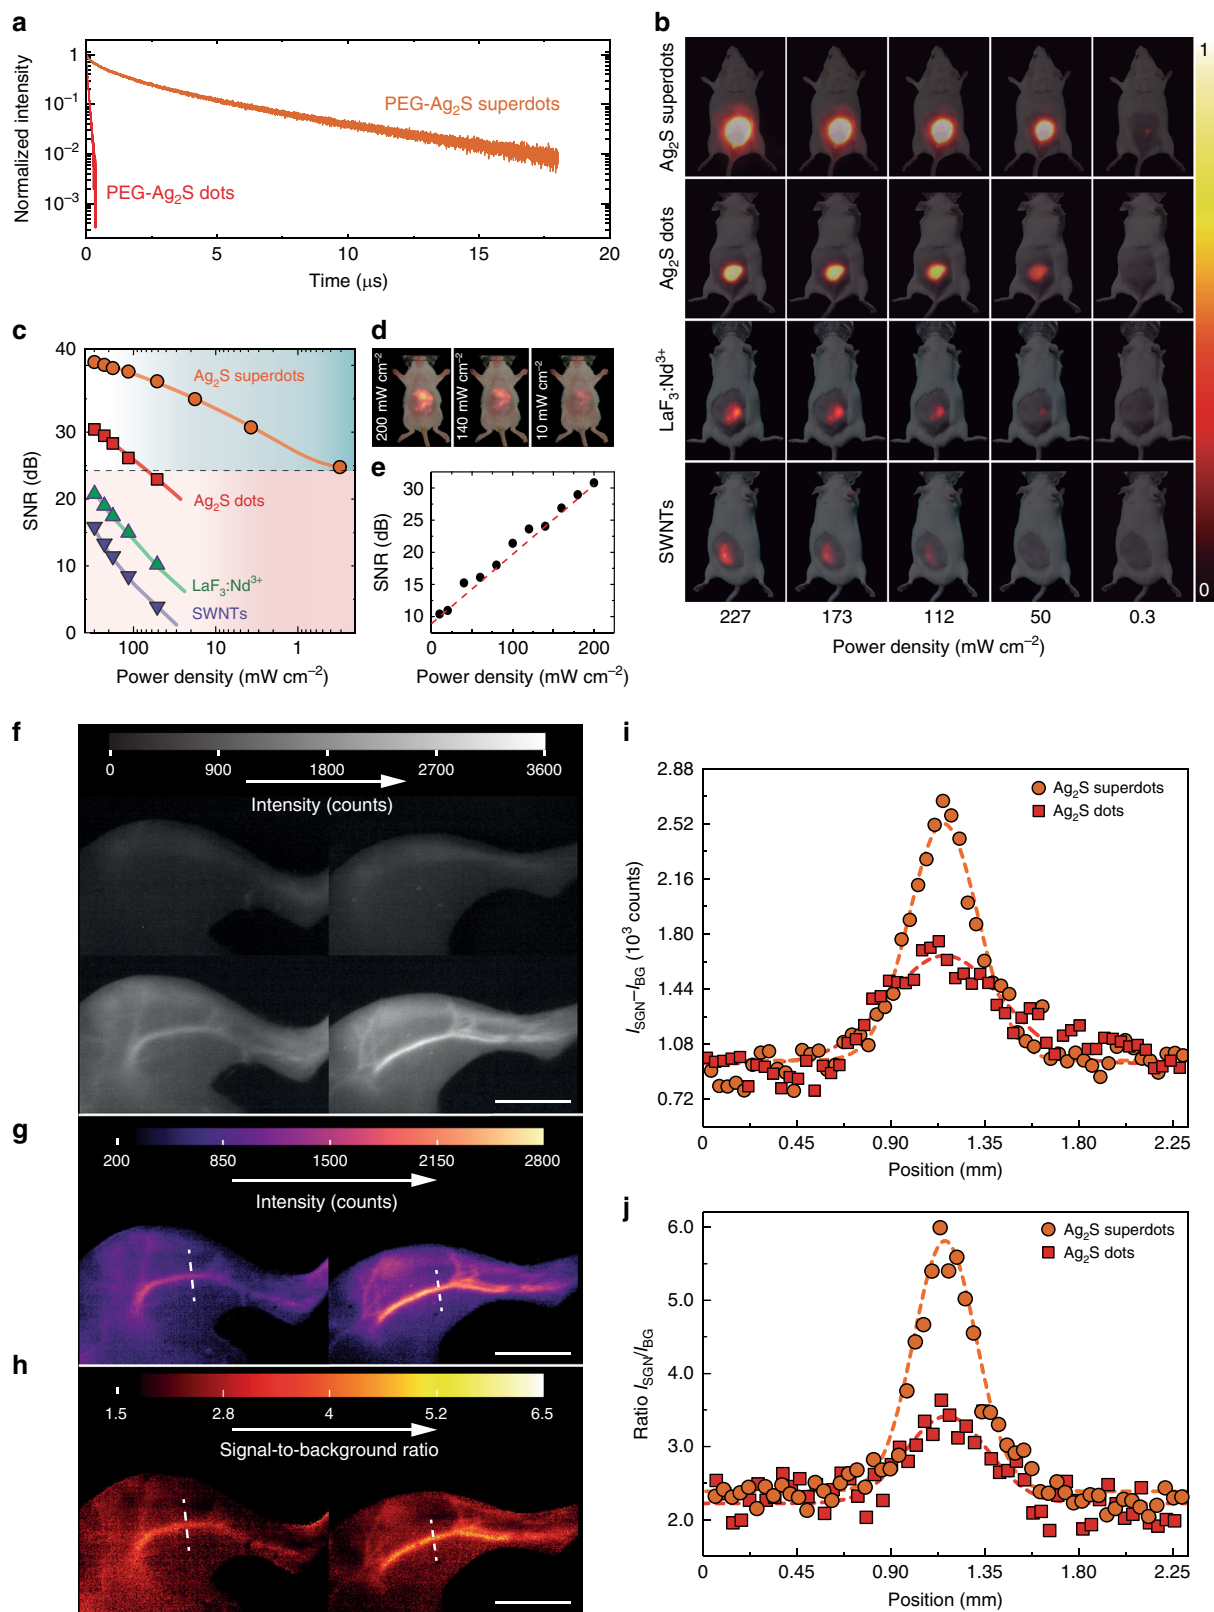 a
Normalized intensity
1
10⁻¹
10⁻²
10⁻³
PEG-Ag₂S superdots
PEG-Ag₂S dots
0 5 10 15 20
Time (μs)
b
Ag₂S superdots
Ag₂S dots
LaF₃:Nd³⁺
SWNTs
1
0
227 173 112 50 0.3
Power density (mW cm⁻²)
c
SNR (dB)
40
30
20
10
0
Ag₂S superdots
Ag₂S dots
LaF₃:Nd³⁺
SWNTs
100 10 1
Power density (mW cm⁻²)
d
200 mW cm⁻²
140 mW cm⁻²
10 mW cm⁻²
e
SNR (dB)
30
25
20
15
10
0 100 200
Power density (mW cm⁻²)
f
0 900 1800 2700 3600
Intensity (counts)
g
200 850 1500 2150 2800
Intensity (counts)
h
1.5 2.8 4 5.2 6.5
Signal-to-background ratio
i
I_SGN–I_BG (10³ counts)
2.88
2.52
2.16
1.80
1.44
1.08
0.72
Ag₂S superdots
Ag₂S dots
0 0.45 0.90 1.35 1.80 2.25
Position (mm)
j
Ratio I_SGN/I_BG
6.0
5.0
4.0
3.0
2.0
Ag₂S superdots
Ag₂S dots
0 0.45 0.90 1.35 1.80 2.25
Position (mm)